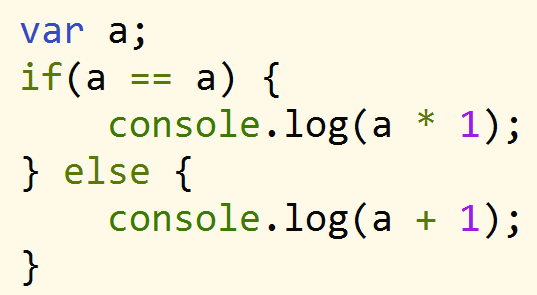 var a;
if(a == a) {
    console.log(a * 1);
} else {
    console.log(a + 1);
}